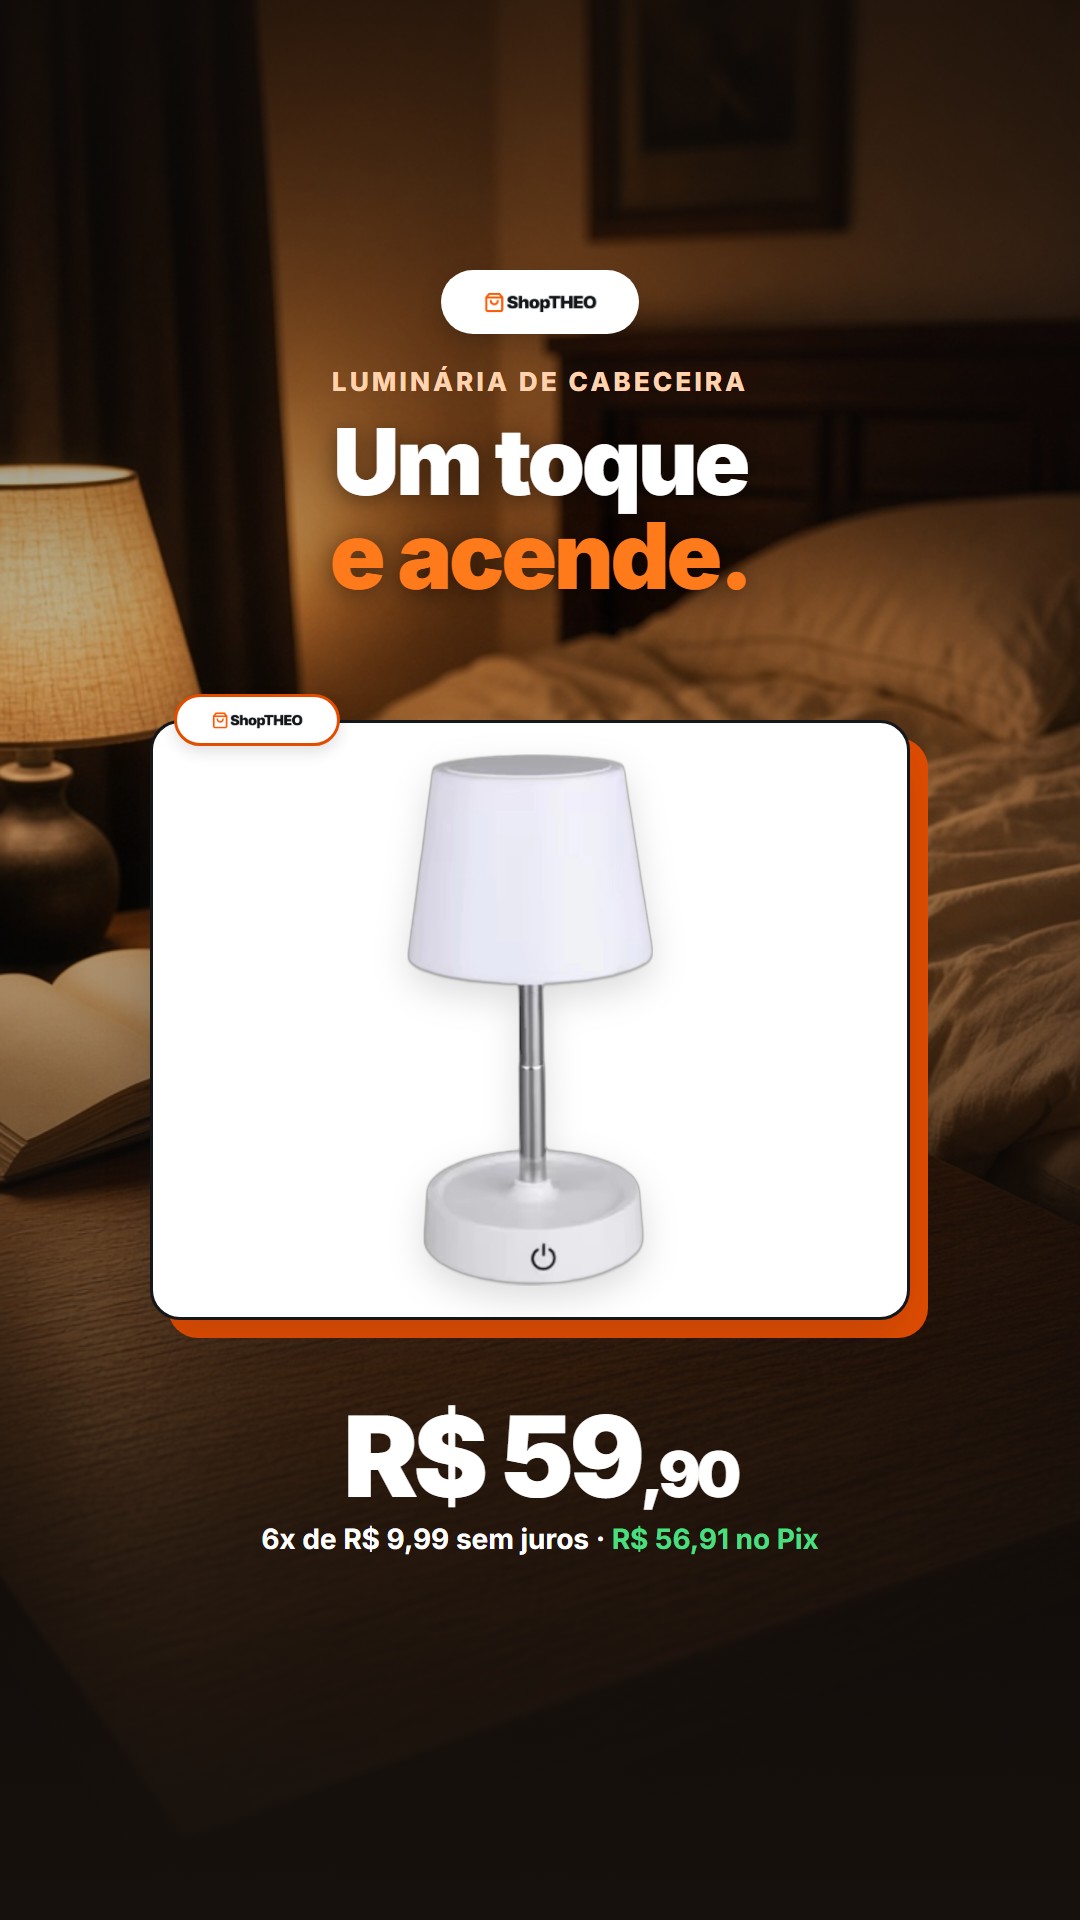 ShopTHEO
LUMINÁRIA DE CABECEIRA
Um toque
e acende.
ShopTHEO
R$ 59,90
6x de R$ 9,99 sem juros · R$ 56,91 no Pix